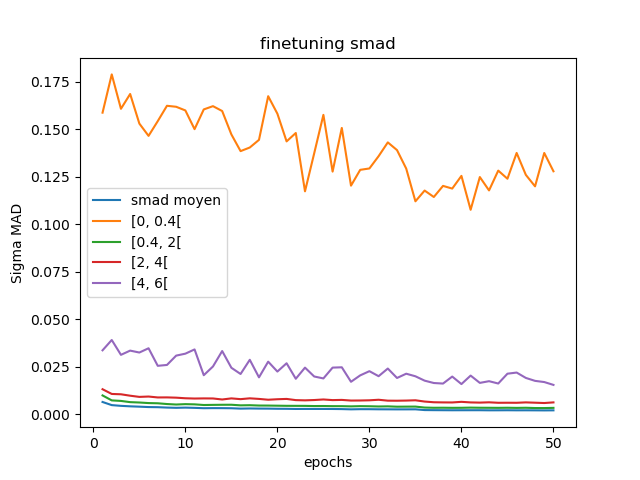 finetuning smad
Sigma MAD
0.175
0.150
0.125
0.100
0.075
0.050
0.025
0.000
smad moyen
[0, 0.4[
[0.4, 2[
[2, 4[
[4, 6[
0 10 20 30 40 50
epochs